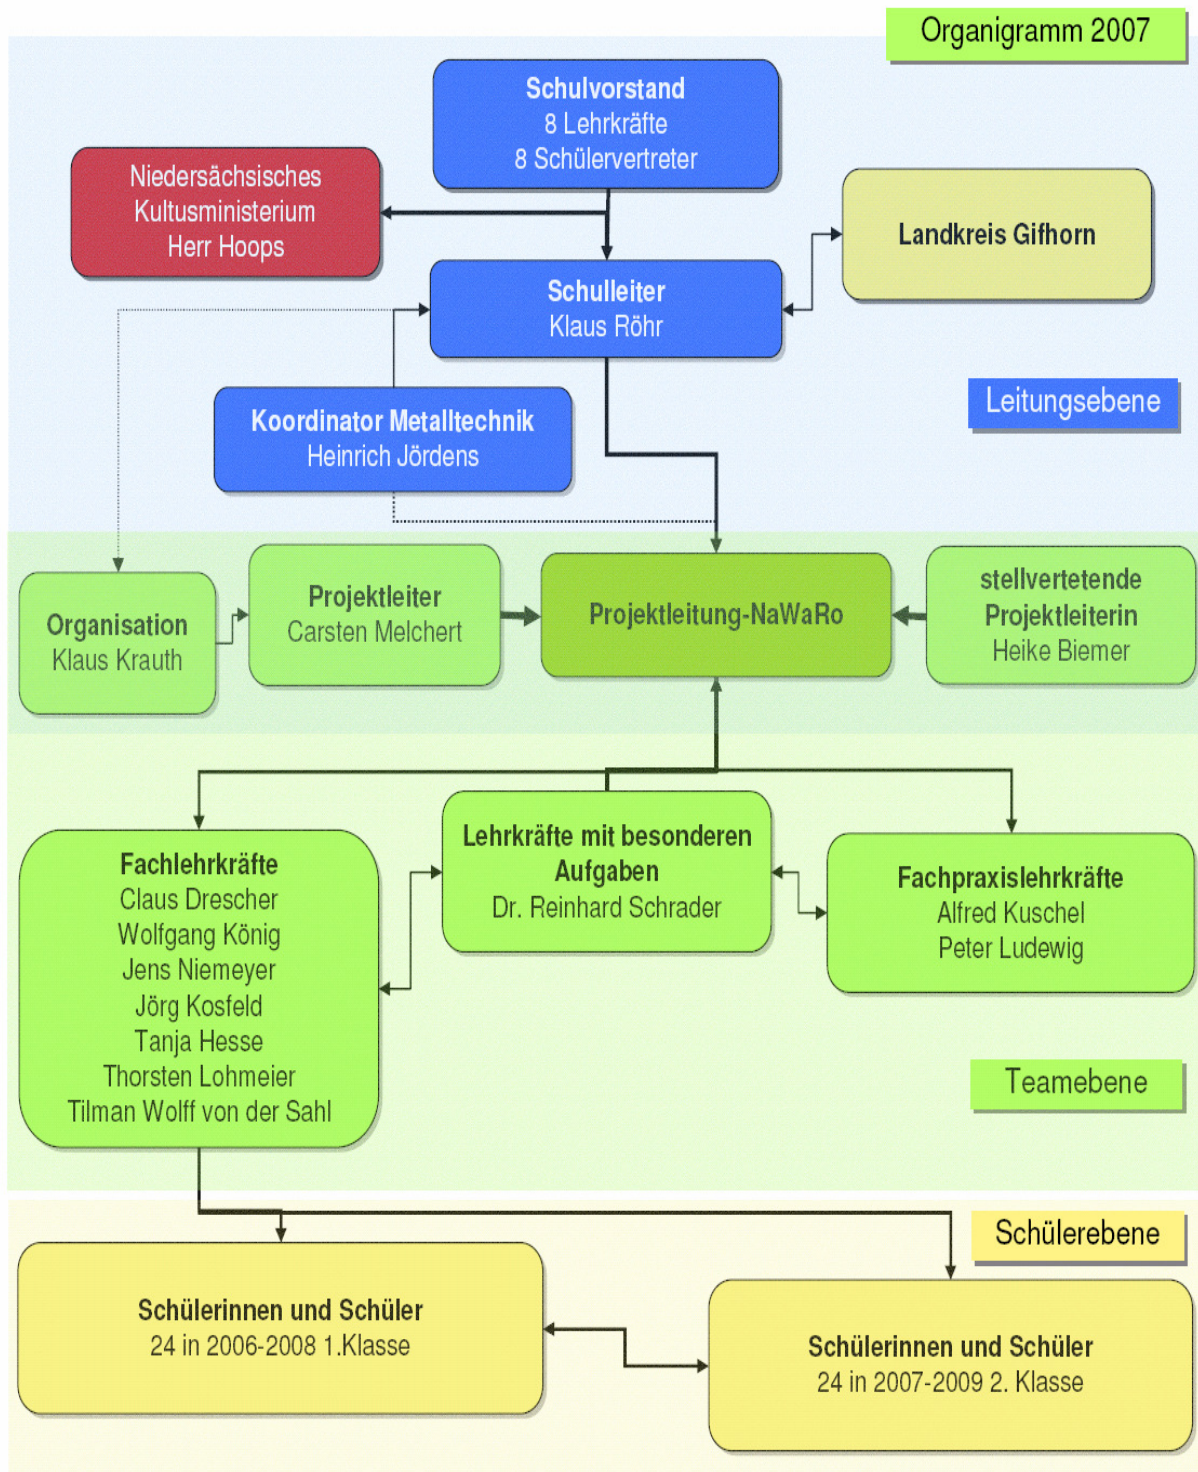 Organigramm 2007
Schulvorstand
8 Lehrkräfte
8 Schülervertreter
Niedersächsisches
Kultusministerium
Herr Hoops
Landkreis Gifhorn
Schulleiter
Klaus Röhr
Leitungsebene
Koordinator Metalltechnik
Heinrich Jördens
Organisation
Klaus Krauth
Projektleiter
Carsten Melchert
Projektleitung-NaWaRo
stellvertetende
Projektleiterin
Heike Biemer
Fachlehrkräfte
Claus Drescher
Wolfgang König
Jens Niemeyer
Jörg Kosfeld
Tanja Hesse
Thorsten Lohmeier
Tilman Wolff von der Sahl
Lehrkräfte mit besonderen
Aufgaben
Dr. Reinhard Schrader
Fachpraxislehrkräfte
Alfred Kuschel
Peter Ludewig
Teamebene
Schülerebene
Schülerinnen und Schüler
24 in 2006-2008 1.Klasse
Schülerinnen und Schüler
24 in 2007-2009 2. Klasse